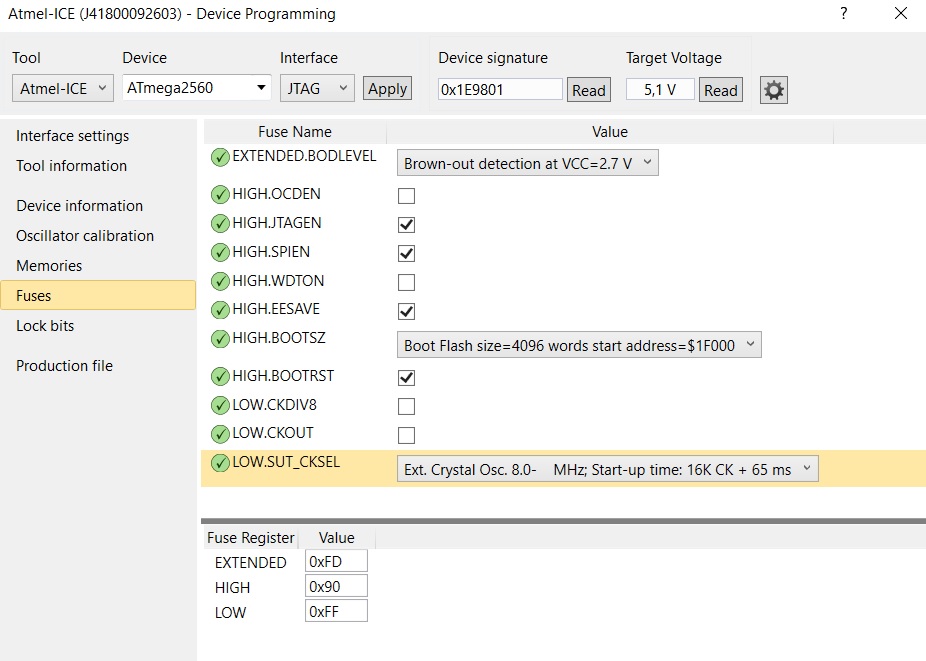 Atmel-ICE (J41800092603) - Device Programming
?
Tool Device Interface Device signature Target Voltage
Atmel-ICE ATmega2560 JTAG Apply 0x1E9801 Read 5,1 V Read
Interface settings
Tool information
Device information
Oscillator calibration
Memories
Fuses
Lock bits
Production file
Fuse Name Value
EXTENDED.BODLEVEL Brown-out detection at VCC=2.7 V
HIGH.OCDEN
HIGH.JTAGEN
HIGH.SPIEN
HIGH.WDTON
HIGH.EESAVE
HIGH.BOOTSZ Boot Flash size=4096 words start address=$1F000
HIGH.BOOTRST
LOW.CKDIV8
LOW.CKOUT
LOW.SUT_CKSEL Ext. Crystal Osc. 8.0- MHz; Start-up time: 16K CK + 65 ms
Fuse Register Value
EXTENDED 0xFD
HIGH 0x90
LOW 0xFF